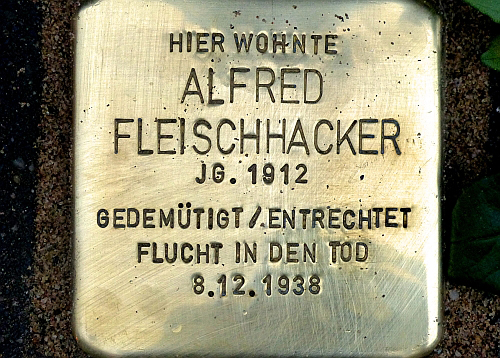 HIER WOHNTE
ALFRED
FLEISCHHACKER
JG. 1912
GEDEMÜTIGT/ENTRECHTET
FLUCHT IN DEN TOD
8.12.1938